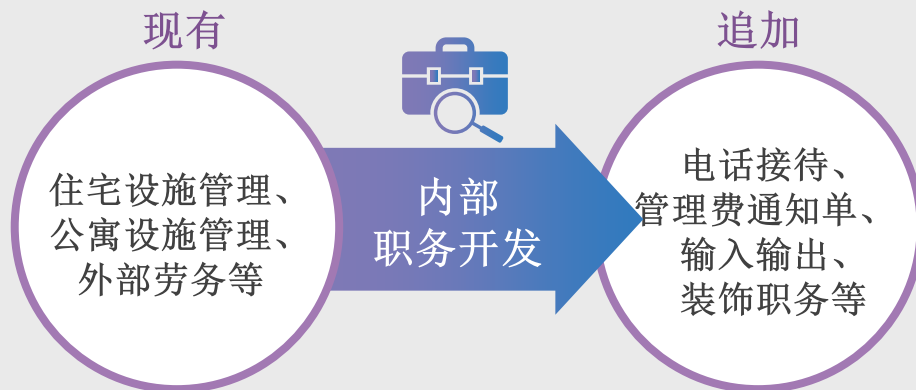 现有
追加
住宅设施管理、
公寓设施管理、
外部劳务等
内部
职务开发
电话接待、
管理费通知单、
输入输出、
装饰职务等